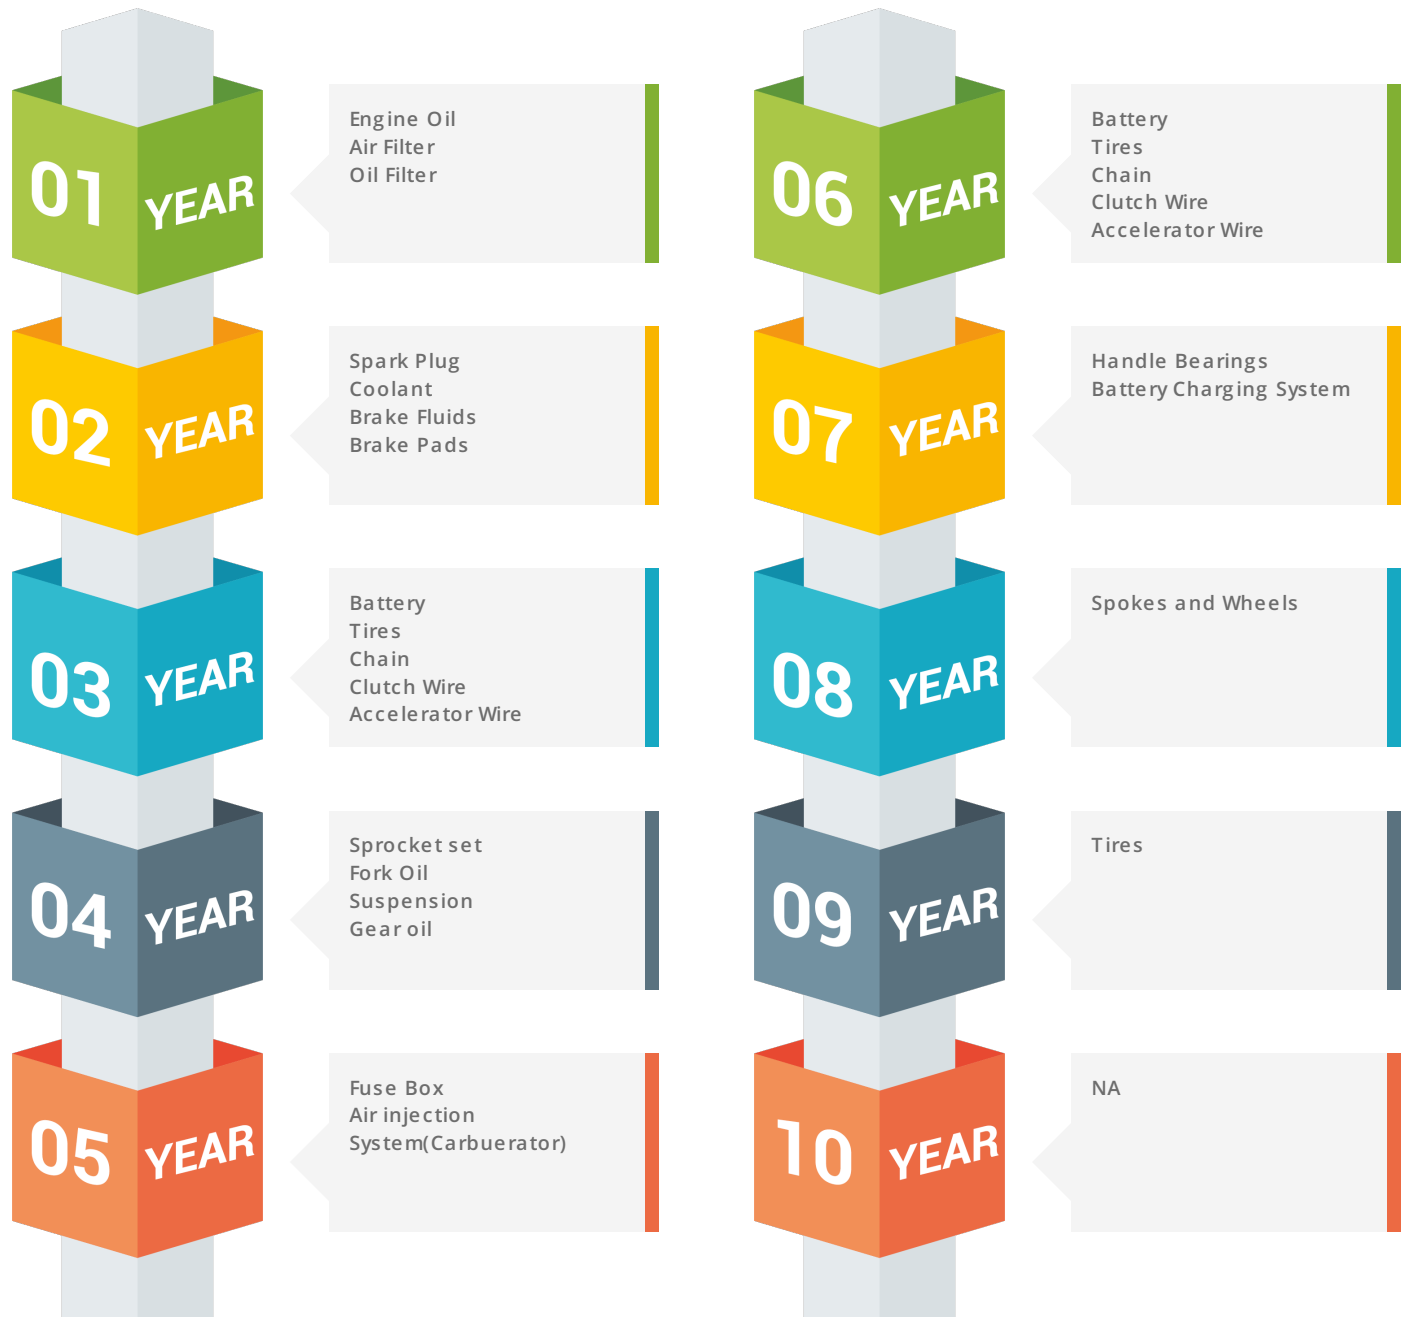 01 YEAR
Engine Oil
Air Filter
Oil Filter
02 YEAR
Spark Plug
Coolant
Brake Fluids
Brake Pads
03 YEAR
Battery
Tires
Chain
Clutch Wire
Accelerator Wire
04 YEAR
Sprocket set
Fork Oil
Suspension
Gear oil
05 YEAR
Fuse Box
Air injection
System(Carbuerator)
06 YEAR
Battery
Tires
Chain
Clutch Wire
Accelerator Wire
07 YEAR
Handle Bearings
Battery Charging System
08 YEAR
Spokes and Wheels
09 YEAR
Tires
10 YEAR
NA